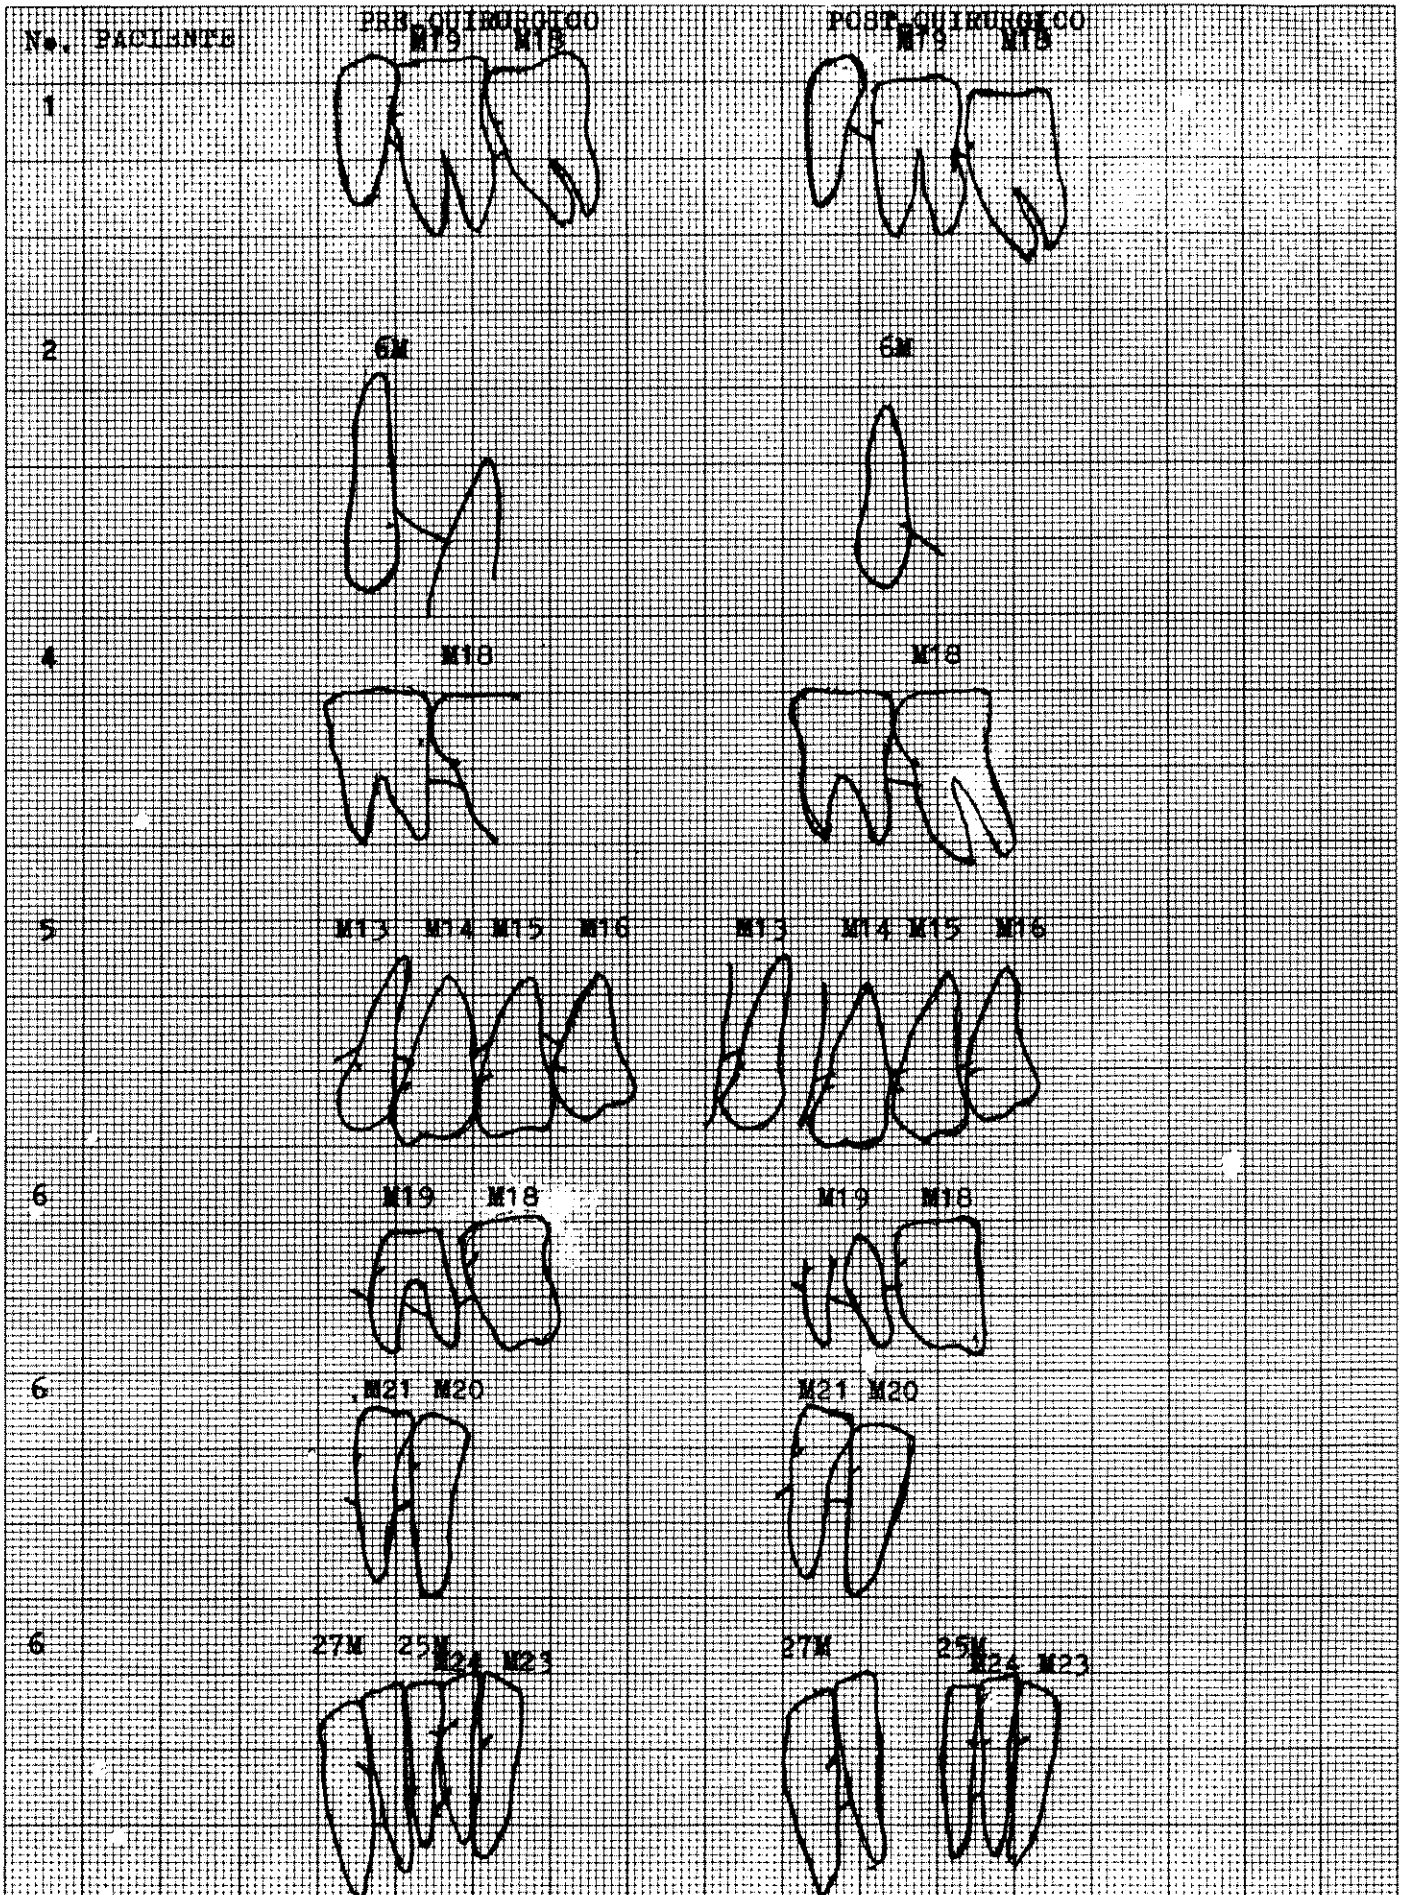 No. PACIENTE PRE QUIRURGICO POST QUIRURGICO
M19 M18 M19 M18
1
2 6M 6M
4 M18 M18
5 M13 M14 M15 M16 M13 M14 M15 M16
6 M19 M18 M19 M18
6 M21 M20 M21 M20
6 27M 25M M24 M23 27M 25M M24 M23